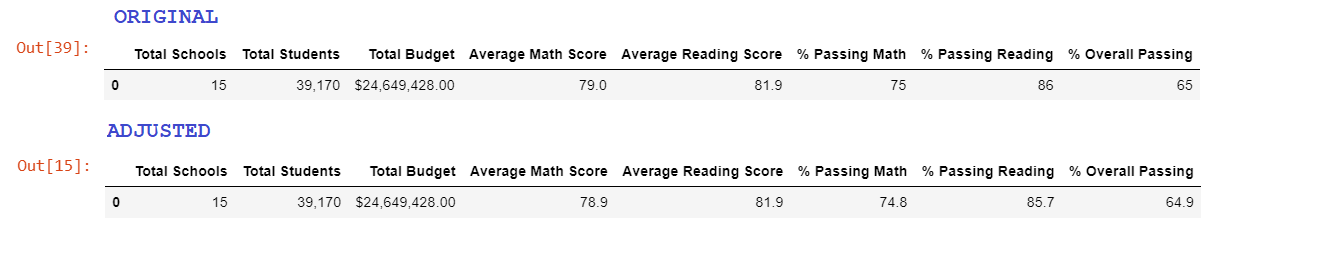 ORIGINAL
Out[39]:
Total Schools Total Students Total Budget Average Math Score Average Reading Score % Passing Math % Passing Reading % Overall Passing
0 15 39,170 $24,649,428.00 79.0 81.9 75 86 65
ADJUSTED
Out[15]:
Total Schools Total Students Total Budget Average Math Score Average Reading Score % Passing Math % Passing Reading % Overall Passing
0 15 39,170 $24,649,428.00 78.9 81.9 74.8 85.7 64.9